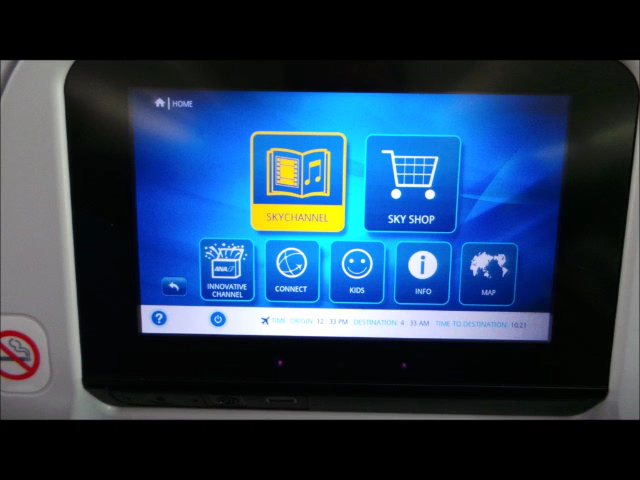 HOME
SKYCHANNEL
SKY SHOP
ANA
INNOVATIVE
CHANNEL
CONNECT
KIDS
i
INFO
MAP
?
TIME ORIGIN: 12 : 33 PM DESTINATION: 4 : 33 AM TIME TO DESTINATION: 10:21